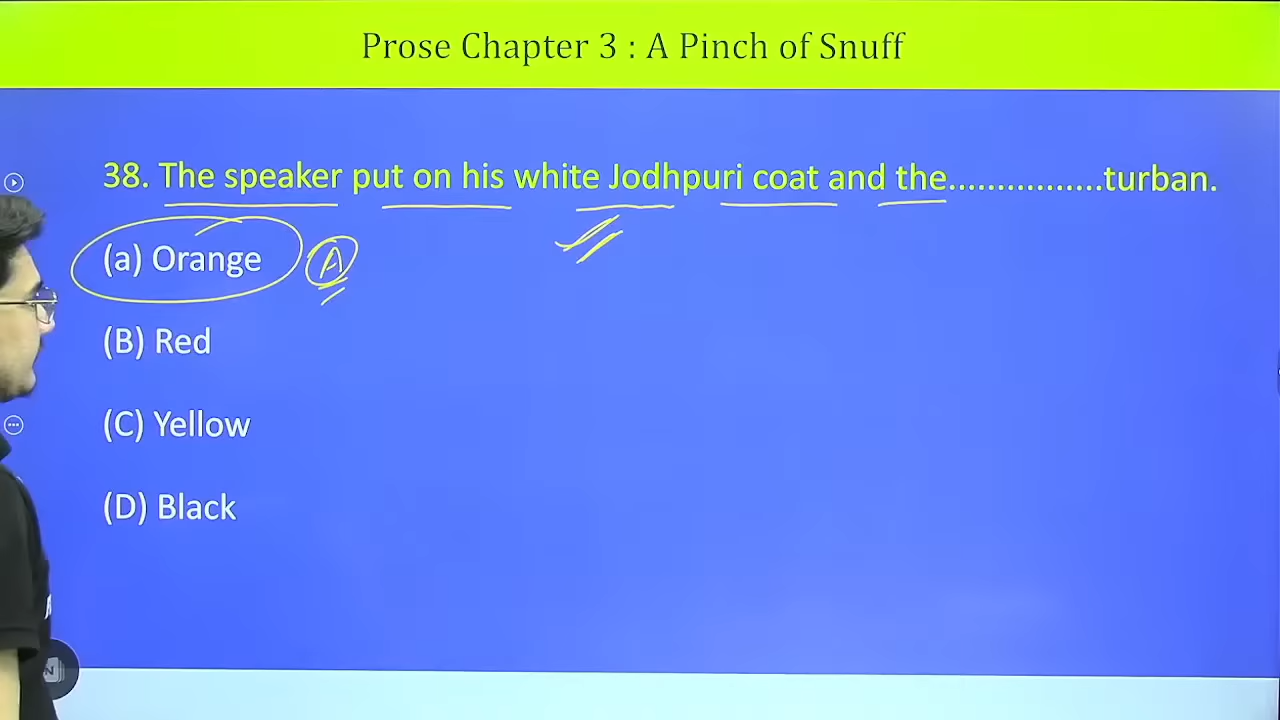 Prose Chapter 3 : A Pinch of Snuff
38. The speaker put on his white Jodhpuri coat and the................turban.
(a) Orange A
(B) Red
(C) Yellow
(D) Black
N